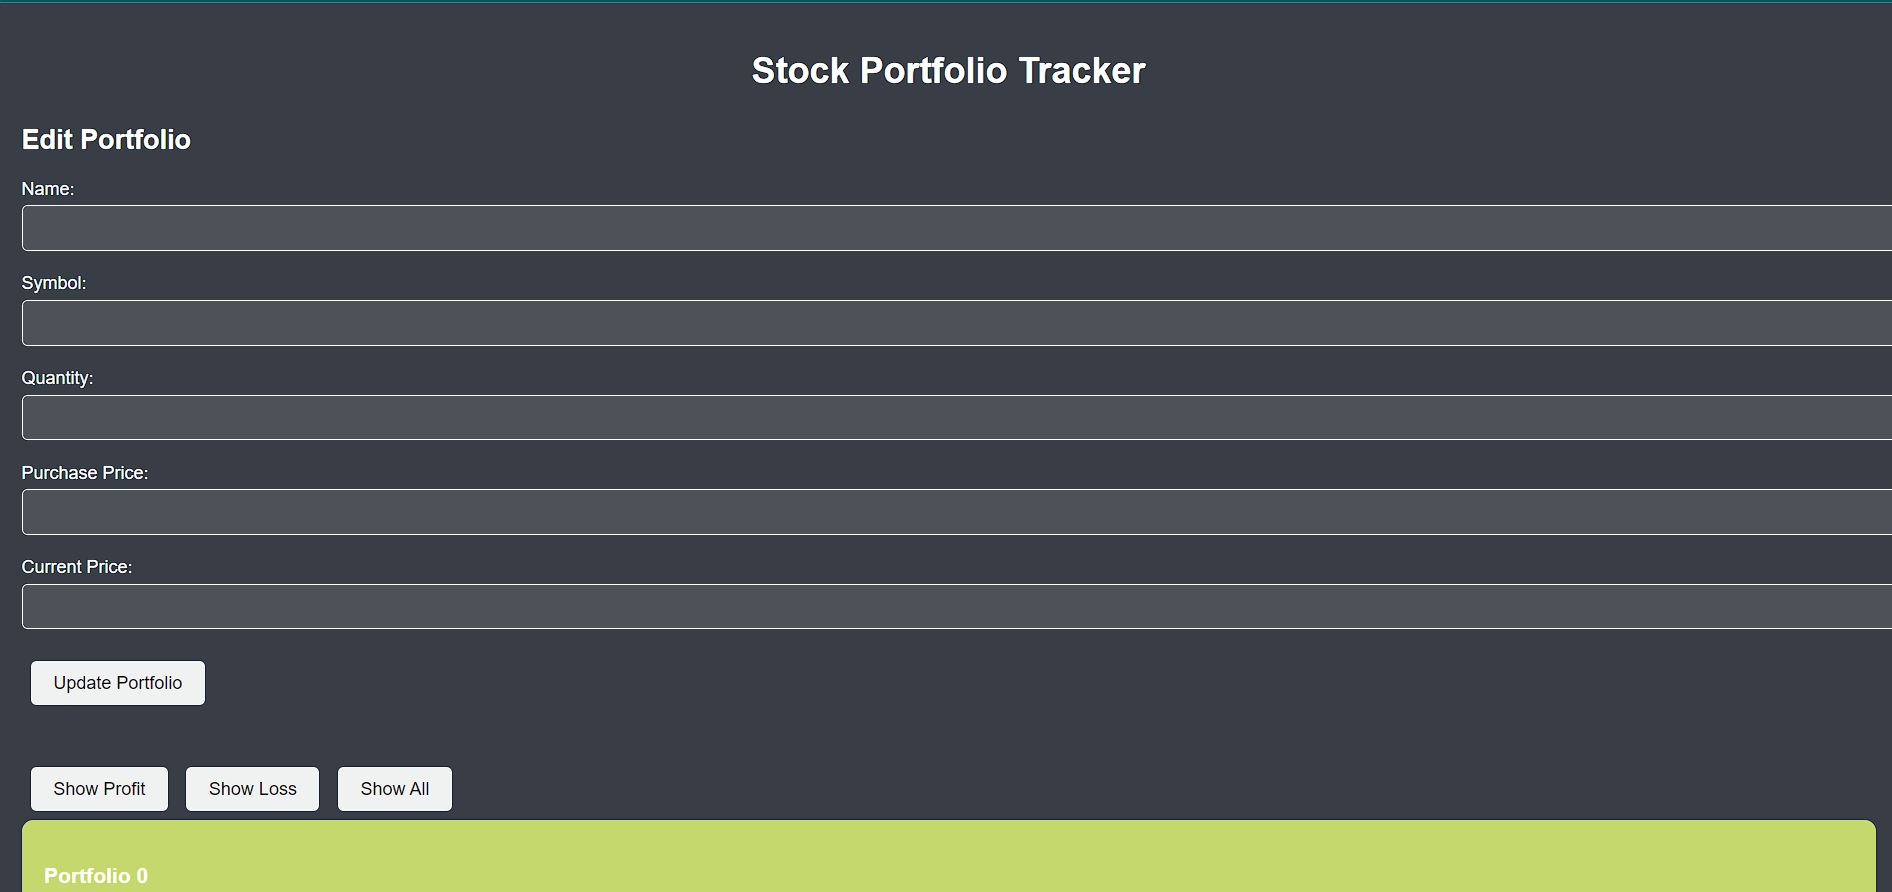 Stock Portfolio Tracker
Edit Portfolio
Name:
Symbol:
Quantity:
Purchase Price:
Current Price:
Update Portfolio
Show Profit Show Loss Show All
Portfolio 0